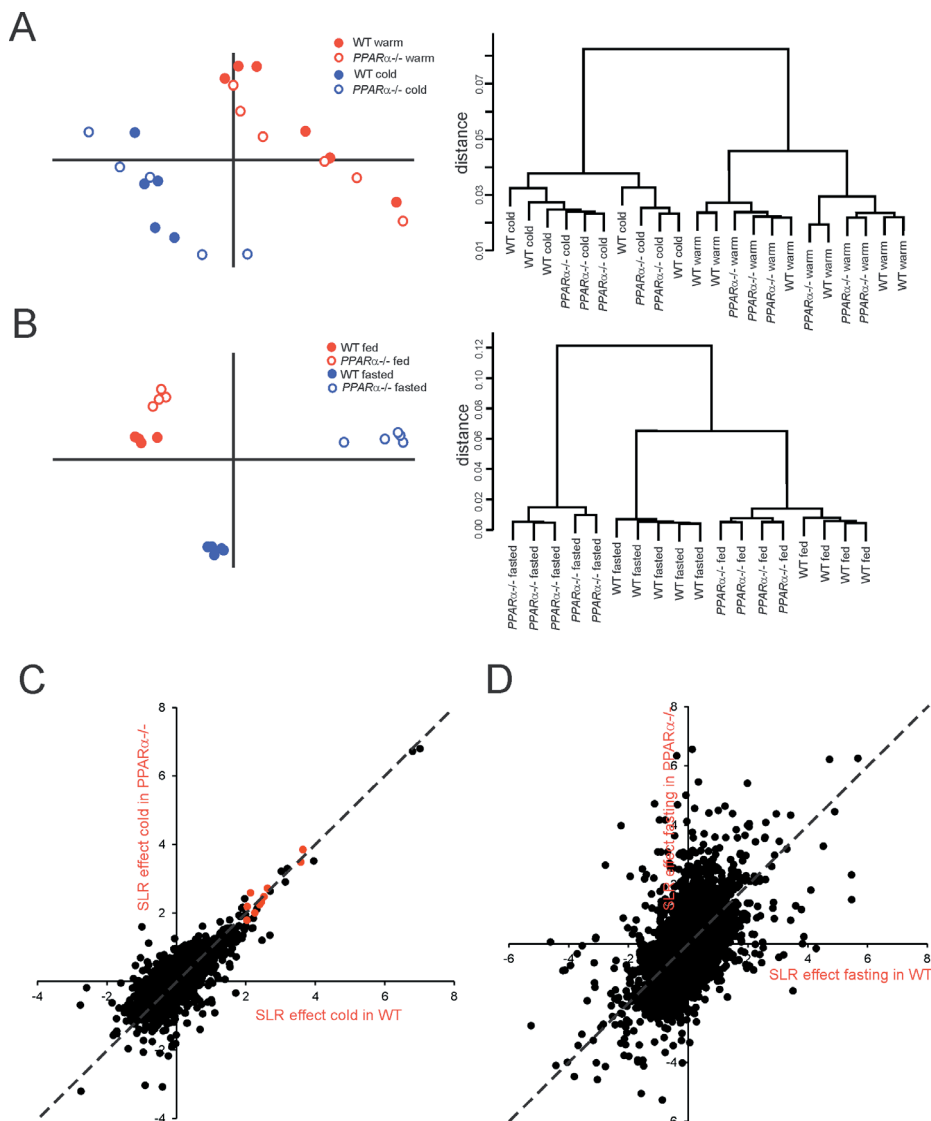 A
WT warm
PPARα-/- warm
WT cold
PPARα-/- cold
distance
0.01 0.03 0.05 0.07
WT cold
WT cold
WT cold
PPARα-/- cold
PPARα-/- cold
PPARα-/- cold
WT cold
PPARα-/- cold
PPARα-/- cold
WT cold
WT warm
WT warm
PPARα-/- warm
PPARα-/- warm
PPARα-/- warm
WT warm
PPARα-/- warm
WT warm
PPARα-/- warm
PPARα-/- warm
WT warm
WT warm
B
WT fed
PPARα-/- fed
WT fasted
PPARα-/- fasted
distance
0.00 0.02 0.04 0.06 0.08 0.10 0.12
PPARα-/- fasted
PPARα-/- fasted
PPARα-/- fasted
PPARα-/- fasted
PPARα-/- fasted
WT fasted
WT fasted
WT fasted
WT fasted
WT fasted
PPARα-/- fed
PPARα-/- fed
PPARα-/- fed
PPARα-/- fed
WT fed
WT fed
WT fed
WT fed
C
SLR effect cold in PPARα-/-
8
6
4
2
-2
-4
-4 -2 2 4 6 8
SLR effect cold in WT
D
SLR effect fasting in PPARα-/-
8
6
4
2
-4
-6
-6 -4 -2 2 4 6 8
SLR effect fasting in WT